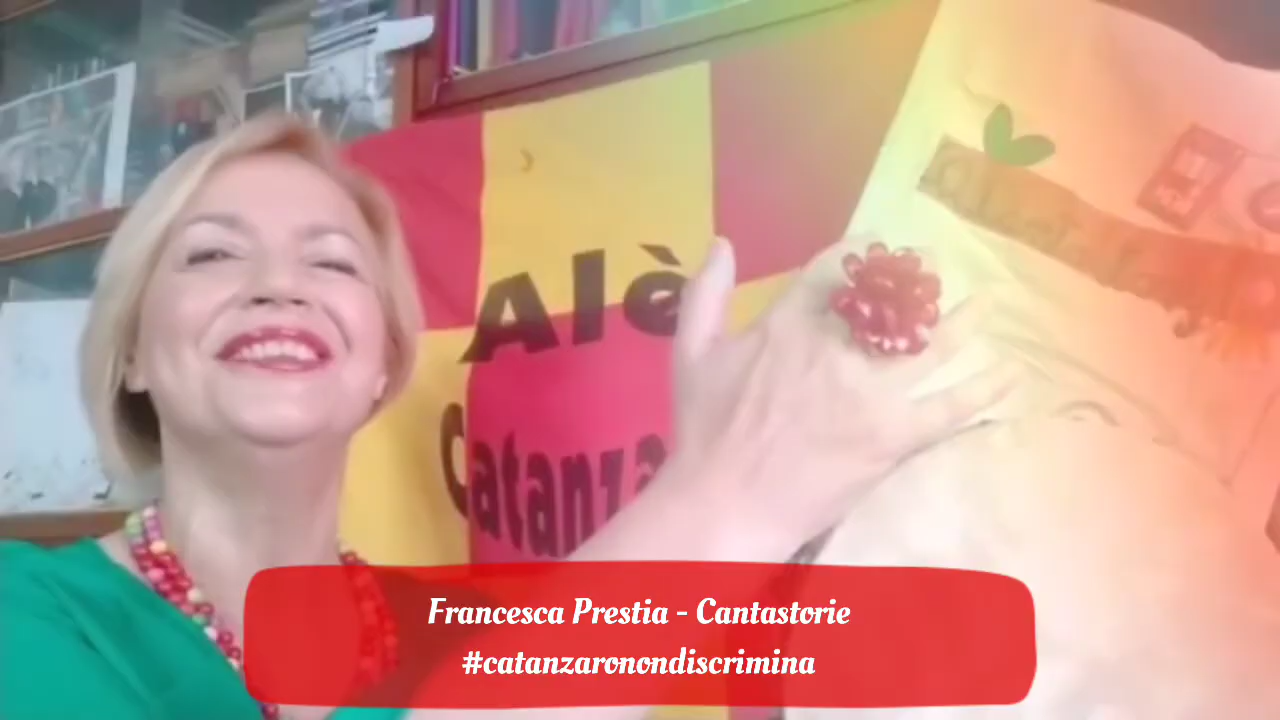 Alè
Catanza
Francesca Prestia - Cantastorie
#catanzaronondiscrimina